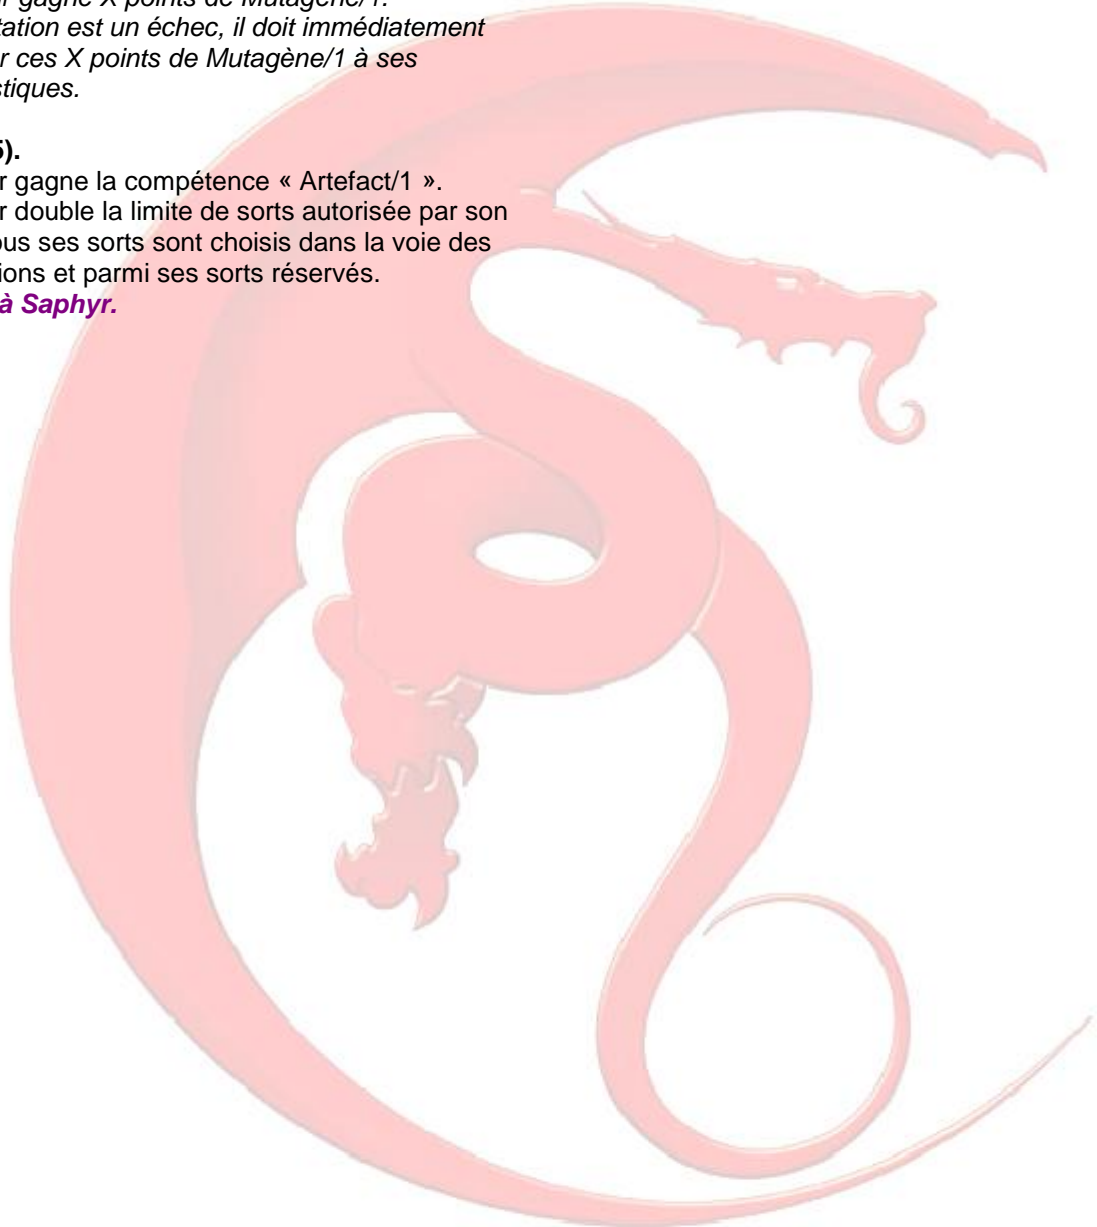 gagne X points de Mutagène/1.
tation est un échec, il doit immédiatement
r ces X points de Mutagène/1 à ses
stiques.
5).
r gagne la compétence « Artefact/1 ».
r double la limite de sorts autorisée par son
ous ses sorts sont choisis dans la voie des
ions et parmi ses sorts réservés.
à Saphyr.